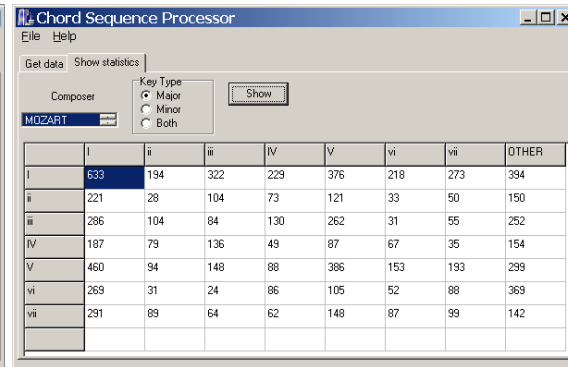 Chord Sequence Processor
File Help
Get data Show statistics
Composer
MOZART
Key Type
Major
Minor
Both
Show
I ii iii IV V vi vii OTHER
I 633 194 322 229 376 218 273 394
ii 221 28 104 73 121 33 50 150
iii 286 104 84 130 262 31 55 252
IV 187 79 136 49 87 67 35 154
V 460 94 148 88 386 153 193 299
vi 269 31 24 86 105 52 88 369
vii 291 89 64 62 148 87 99 142